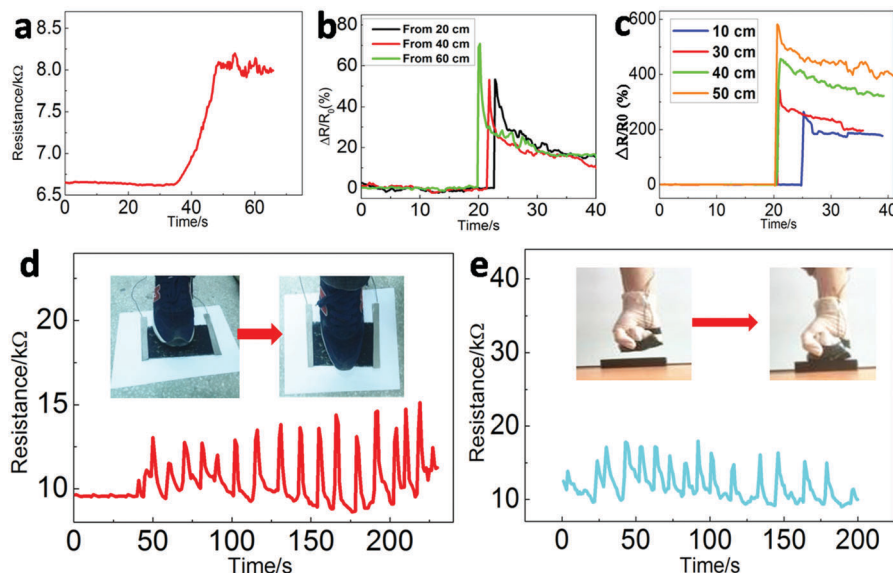 a
Resistance/kΩ
8.0
7.5
7.0
6.5
0 20 40 60
Time/s
b
ΔR/R0(%)
80
60
40
20
0
From 20 cm
From 40 cm
From 60 cm
0 10 20 30 40
Time/s
c
ΔR/R0 (%)
600
400
200
0
10 cm
30 cm
40 cm
50 cm
0 10 20 30 40
Time/s
d
Resistance/kΩ
25
20
15
10
0 50 100 150 200
Time/s
e
Resistance/kΩ
40
30
20
10
0 50 100 150 200
Time/s